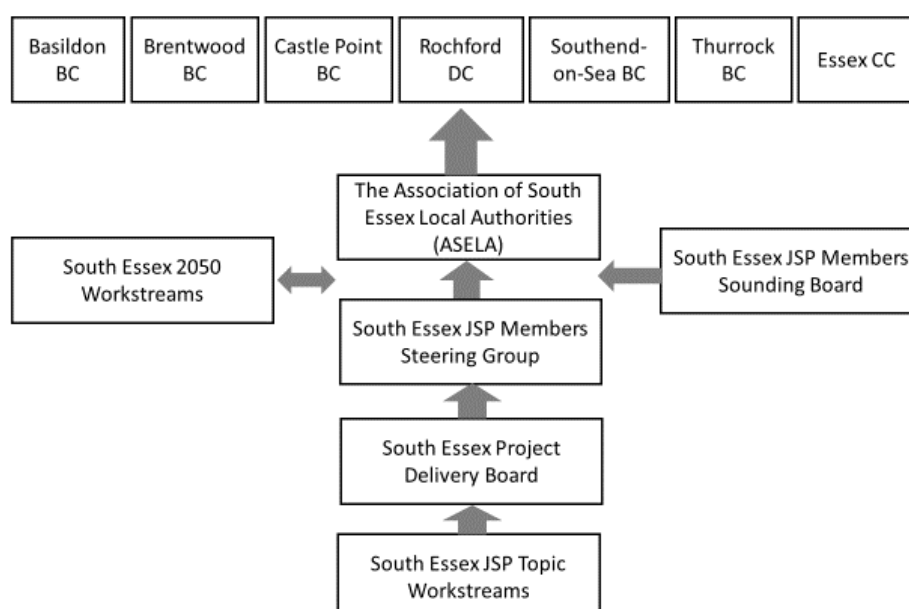 Basildon
BC
Brentwood
BC
Castle Point
BC
Rochford
DC
Southend-
on-Sea BC
Thurrock
BC
Essex CC
The Association of South
Essex Local Authorities
(ASELA)
South Essex 2050
Workstreams
South Essex JSP Members
Sounding Board
South Essex JSP Members
Steering Group
South Essex Project
Delivery Board
South Essex JSP Topic
Workstreams